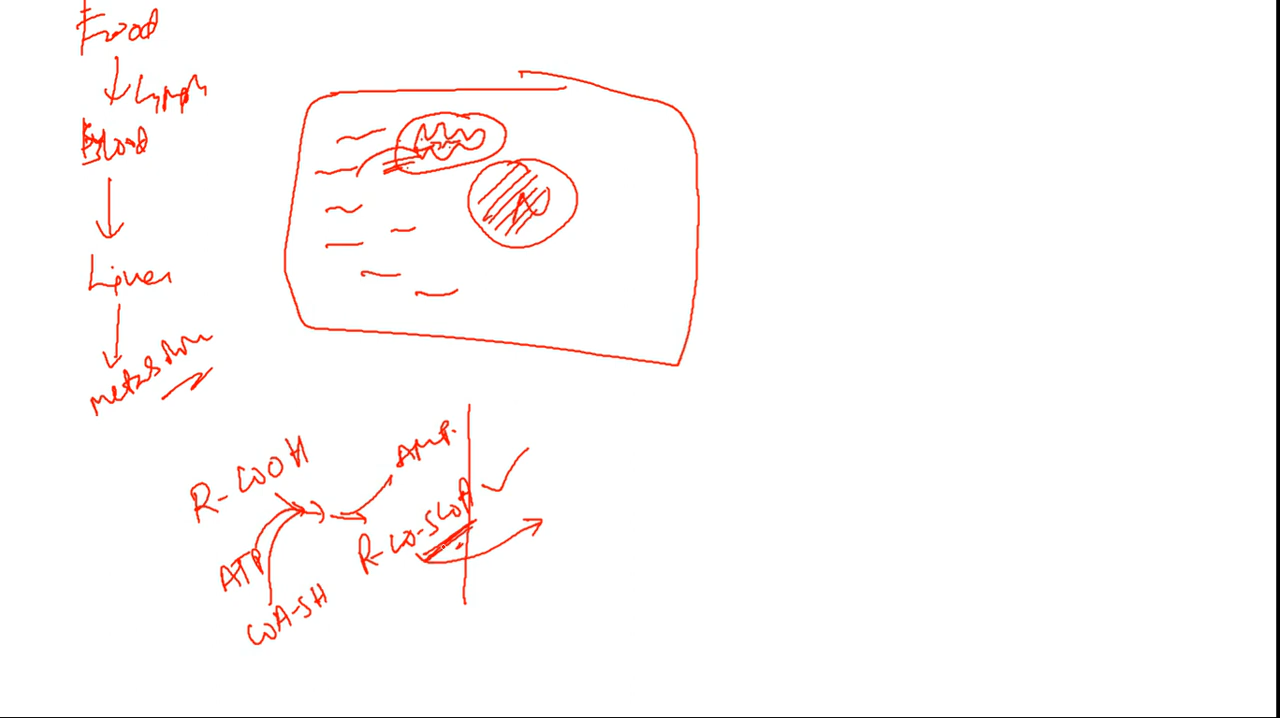 Food
Lymph
Blood
Liver
metabolism
R-COOH
AMP.
R-CO-SCOA
ATP
COA-SH